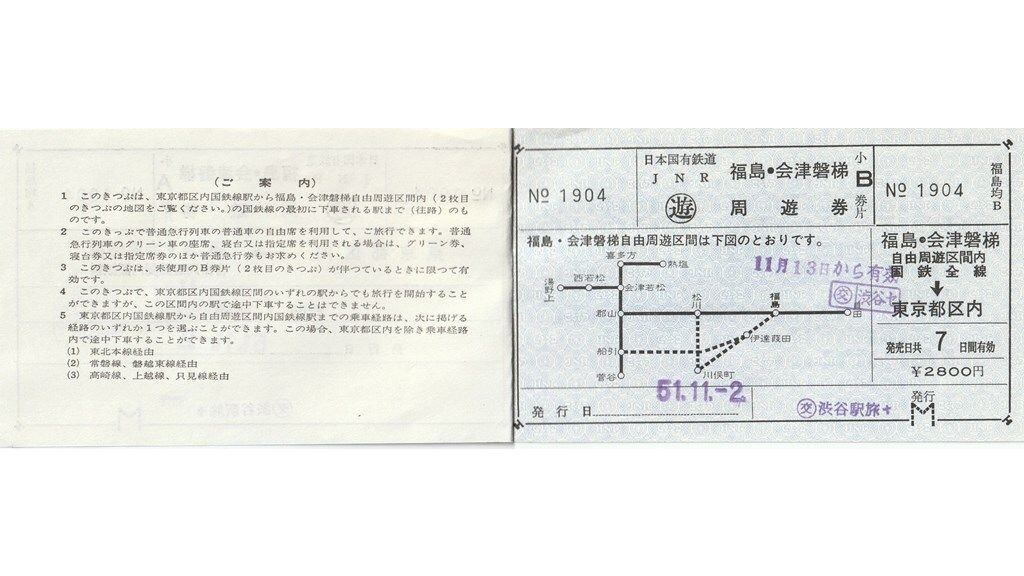 （ご 案 内）
1 このきつぷは、東京都区内国鉄線駅から福島・会津磐梯自由周遊区間内（2枚目
のきつぷの地図をご覧ください。）の国鉄線の最初に下車される駅まで（往路）のも
のです。
2 このきっぷで普通急行列車の普通車の自由席を利用して、ご旅行できます。普通
急行列車のグリーン車の座席、寝台又は指定席を利用される場合は、グリーン券、
寝台券又は指定席券のほか普通急行券もお求めください。
3 このきつぷは、未使用のB券片（2枚目のきつぷ）が伴つているときに限つて有
効です。
4 このきつぷで、東京都区内国鉄線区間のいずれの駅からでも旅行を開始すること
ができますが、この区間内の駅で途中下車することはできません。
5 東京都区内国鉄線駅から自由周遊区間内国鉄線駅までの乗車経路は、次に掲げる
経路のいずれか1つを選ぶことができます。この場合、東京都区内を除き乗車経路
内で途中下車することができます。
(1) 東北本線経由
(2) 常磐線、磐越東線経由
(3) 高崎線、上越線、只見線経由
№ 1904
日本国有鉄道
JNR
福島・会津磐梯
遊 周遊券
小
B
券片
№ 1904
福島均B
福島・会津磐梯自由周遊区間は下図のとおりです。
喜多方
熱塩
西若松
湯野上
会津若松
郡山
松川
福島
船引
伊達霞田
菅谷
川俣町
11月13日から有効
交 渋谷
福島・会津磐梯
自由周遊区間内
国鉄全線
↓
東京都区内
発売日共 7 日間有効
￥2800円
51.11.-2.
発行日
交 渋谷駅旅
発行
M